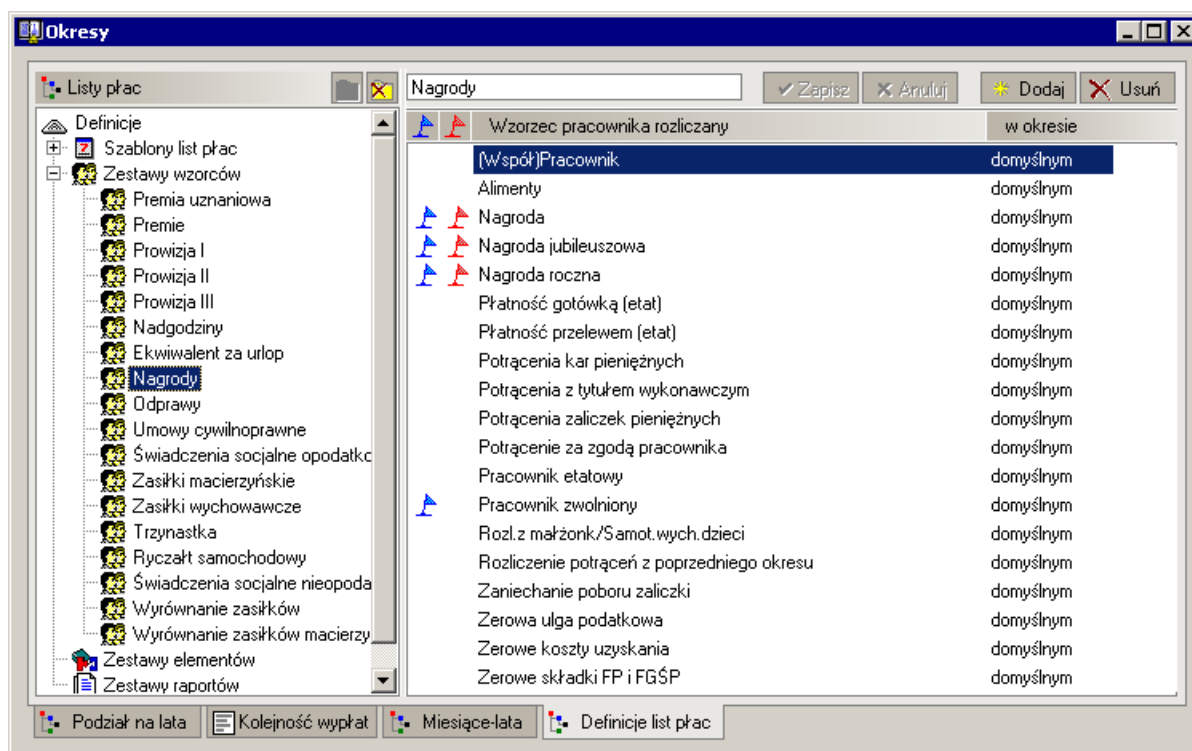 Okresy
Listy płac
Nagrody
Zapisz
Anuluj
Dodaj
Usuń
Definicje
Szablony list płac
Zestawy wzorców
Premia uznaniowa
Premie
Prowizja I
Prowizja II
Prowizja III
Nadgodziny
Ekwiwalent za urlop
Nagrody
Odprawy
Umowy cywilnoprawne
Świadczenia socjalne opodatkc
Zasiłki macierzyńskie
Zasiłki wychowawcze
Trzynastka
Ryczałt samochodowy
Świadczenia socjalne nieopoda
Wyrównanie zasiłków
Wyrównanie zasiłków macierzy
Zestawy elementów
Zestawy raportów
Wzorzec pracownika rozliczany w okresie
(Współ)Pracownik domyślnym
Alimenty domyślnym
Nagroda domyślnym
Nagroda jubileuszowa domyślnym
Nagroda roczna domyślnym
Płatność gotówką (etat) domyślnym
Płatność przelewem (etat) domyślnym
Potrącenia kar pieniężnych domyślnym
Potrącenia z tytułem wykonawczym domyślnym
Potrącenia zaliczek pieniężnych domyślnym
Potrącenie za zgodą pracownika domyślnym
Pracownik etatowy domyślnym
Pracownik zwolniony domyślnym
Rozl.z małżonk./Samot.wych.dzieci domyślnym
Rozliczenie potrąceń z poprzedniego okresu domyślnym
Zaniechanie poboru zaliczki domyślnym
Zerowa ulga podatkowa domyślnym
Zerowe koszty uzyskania domyślnym
Zerowe składki FP i FGŚP domyślnym
Podział na lata
Kolejność wypłat
Miesiące-lata
Definicje list płac